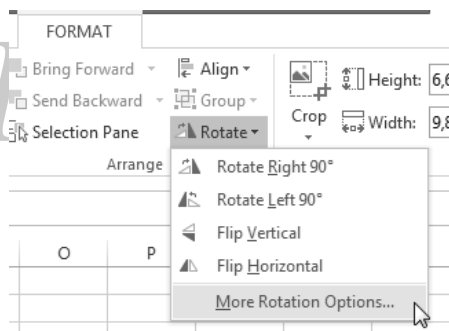 FORMAT
Bring Forward
Align
Send Backward
Group
Selection Pane
Rotate
Crop
Height: 6,6
Width: 9,8
Arrange
Rotate Right 90°
Rotate Left 90°
Flip Vertical
Flip Horizontal
More Rotation Options...
O P